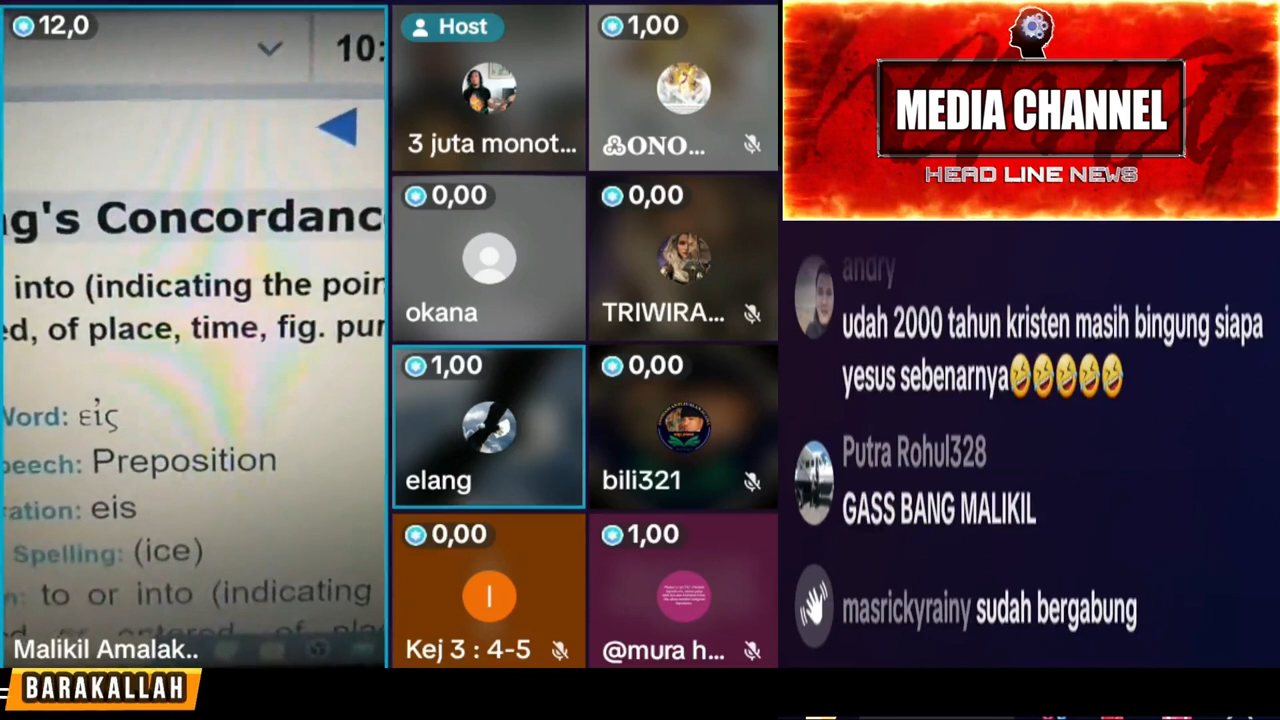 12,0
10:
g's Concordanc
into (indicating the poin
ed, of place, time, fig. pur
Word: εἰς
peech: Preposition
ation: eis
Spelling: (ice)
to or into (indicating
Malikil Amalak..
Host
3 juta monot...
1,00
ONO...
0,00
okana
0,00
TRIWIRA...
1,00
elang
0,00
bili321
0,00
I
Kej 3 : 4-5
1,00
@mura h...
MEDIA CHANNEL
HEAD LINE NEWS
andry
udah 2000 tahun kristen masih bingung siapa
yesus sebenarnya🤣🤣🤣🤣🤣
Putra Rohul328
GASS BANG MALIKIL
masrickyrainy sudah bergabung
BARAKALLAH